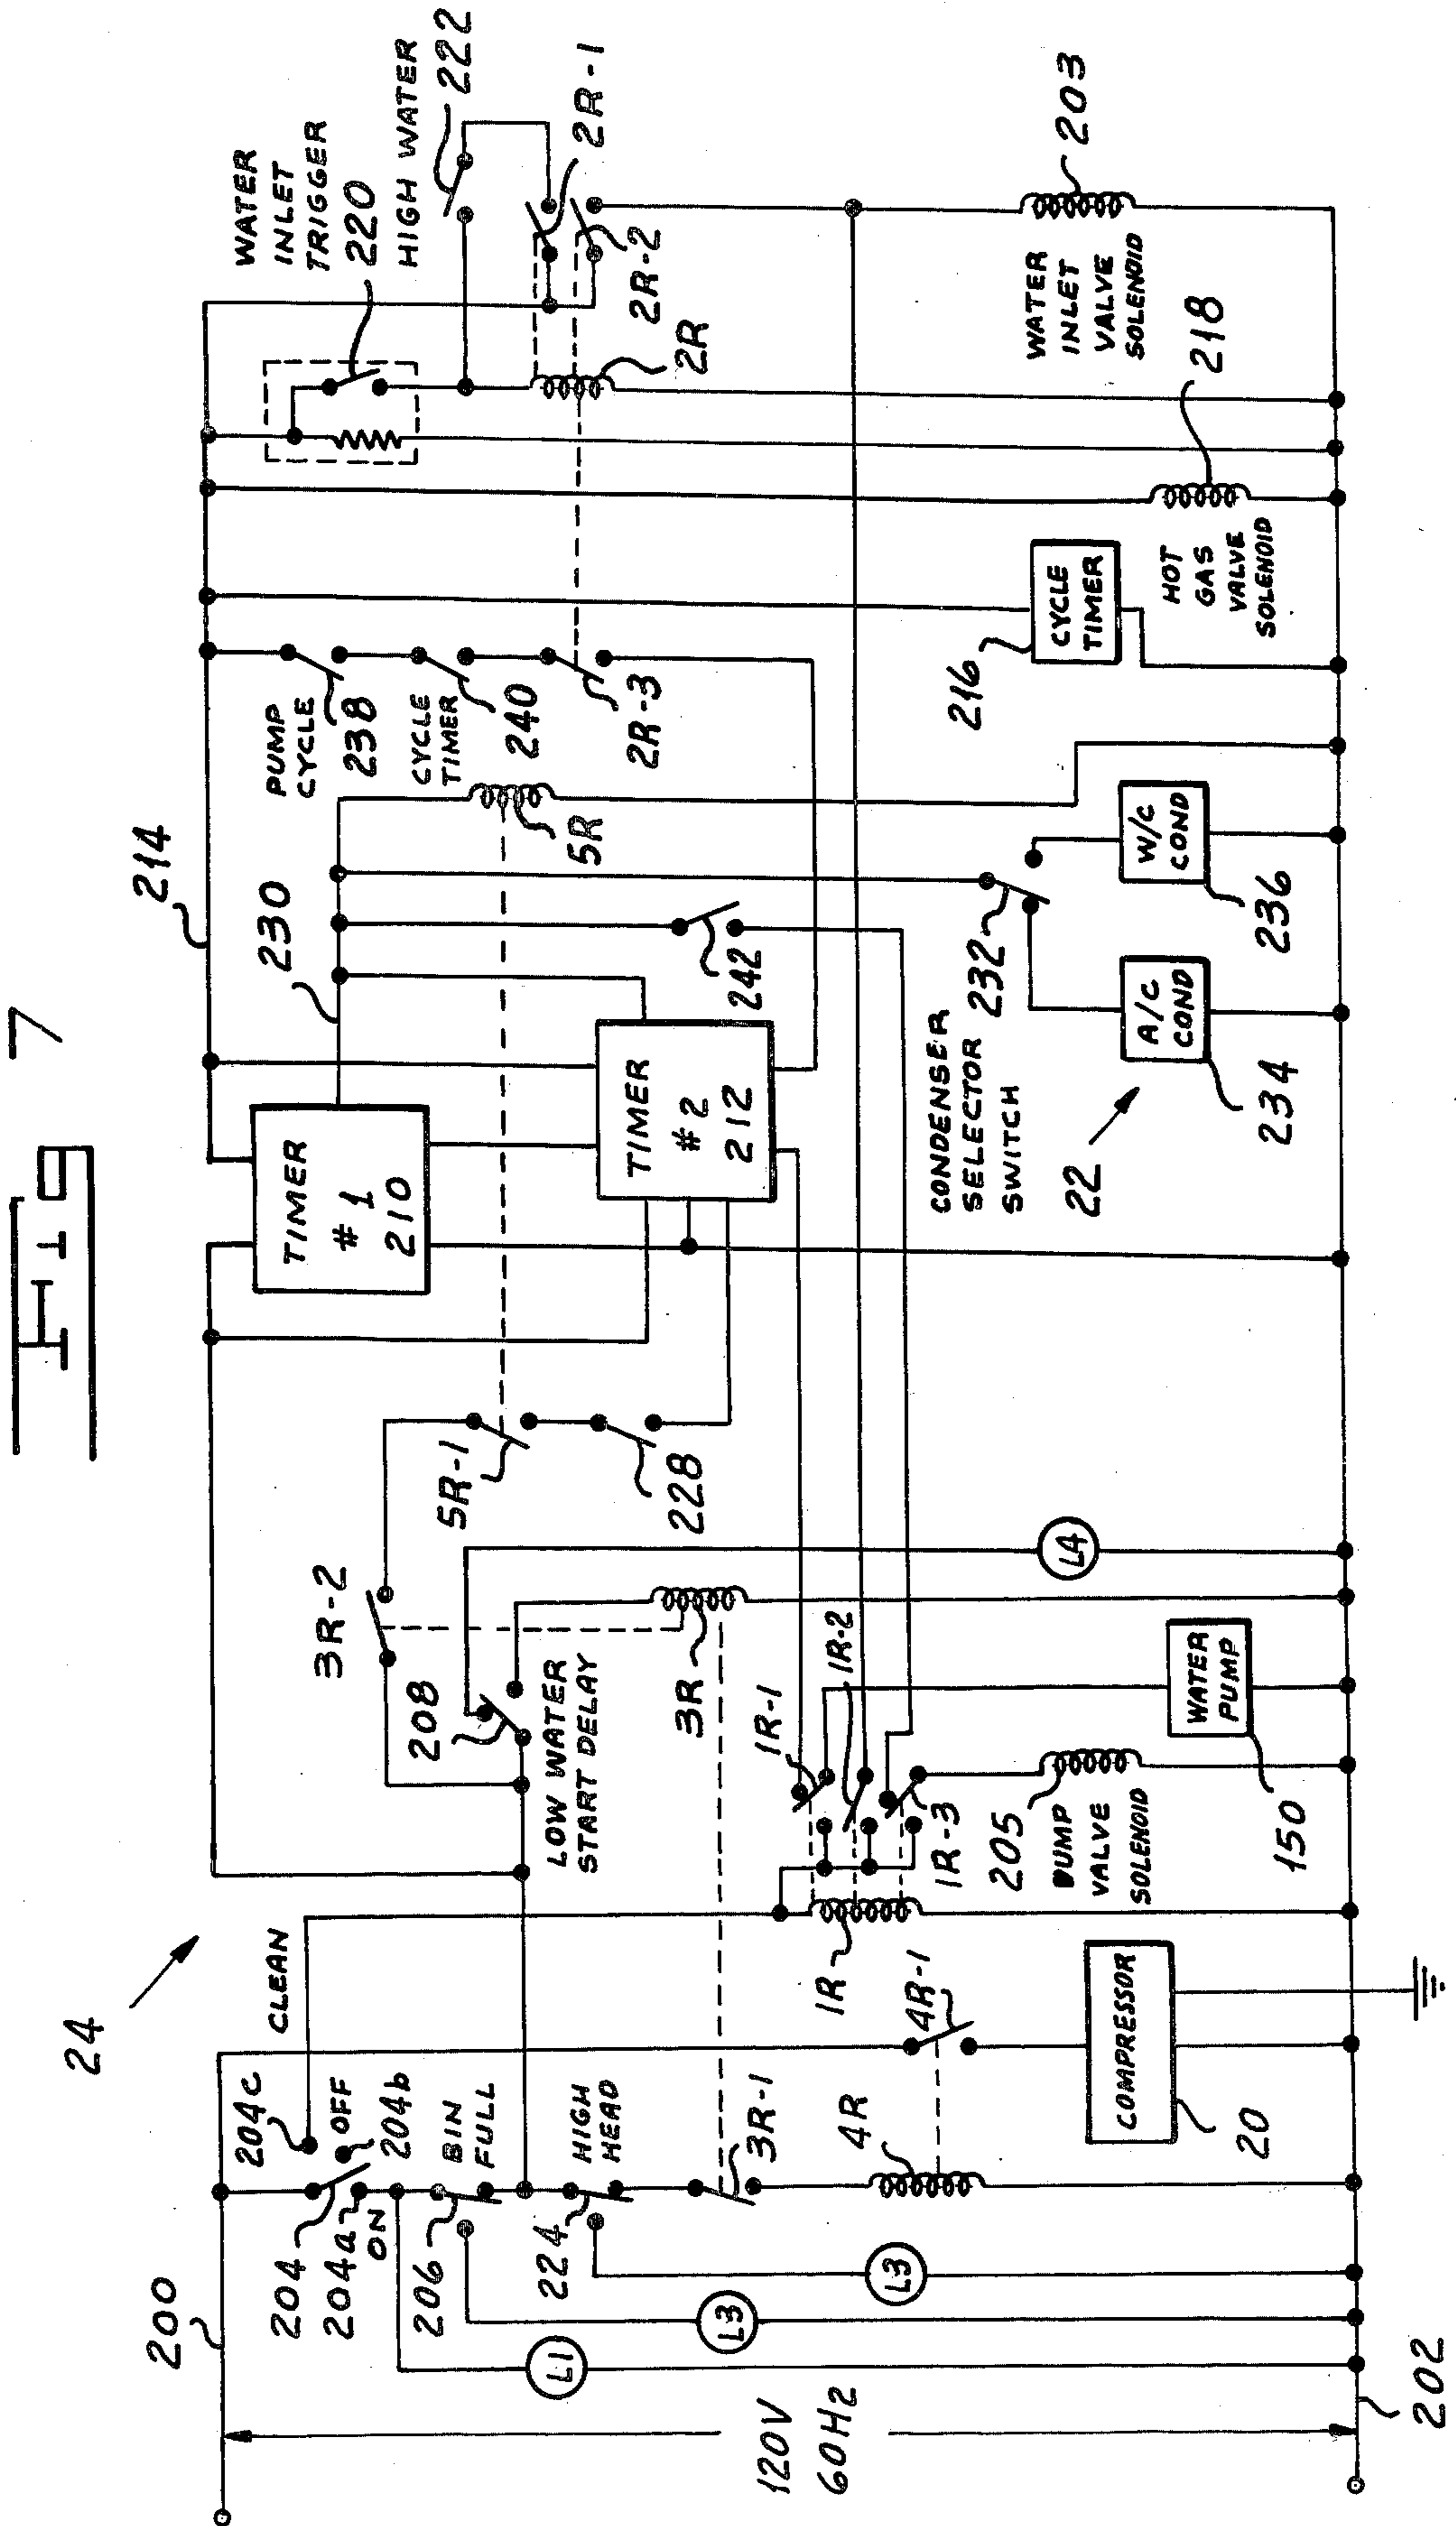 Fig 7
24
200
204
204a
ON
204c
OFF
204b
CLEAN
206
BIN
FULL
224
HIGH
HEAD
3R-1
4R
4R-1
L1
L3
L3
120V
60Hz
202
COMPRESSOR
20
1R
1R-1
1R-2
1R-3
205
DUMP
VALVE
SOLENOID
WATER
PUMP
150
3R-2
208
LOW WATER
START DELAY
3R
L4
5R-1
228
TIMER
#1
210
TIMER
#2
212
214
230
242
5R
CONDENSER
SELECTOR
SWITCH
232
22
A/C
COND
234
W/C
COND
236
PUMP
CYCLE
238
CYCLE
TIMER
240
2R-3
216
CYCLE
TIMER
HOT
GAS
VALVE
SOLENOID
218
WATER
INLET
TRIGGER
220
HIGH WATER
222
2R-1
2R-2
2R
WATER
INLET
VALVE
SOLENOID
203